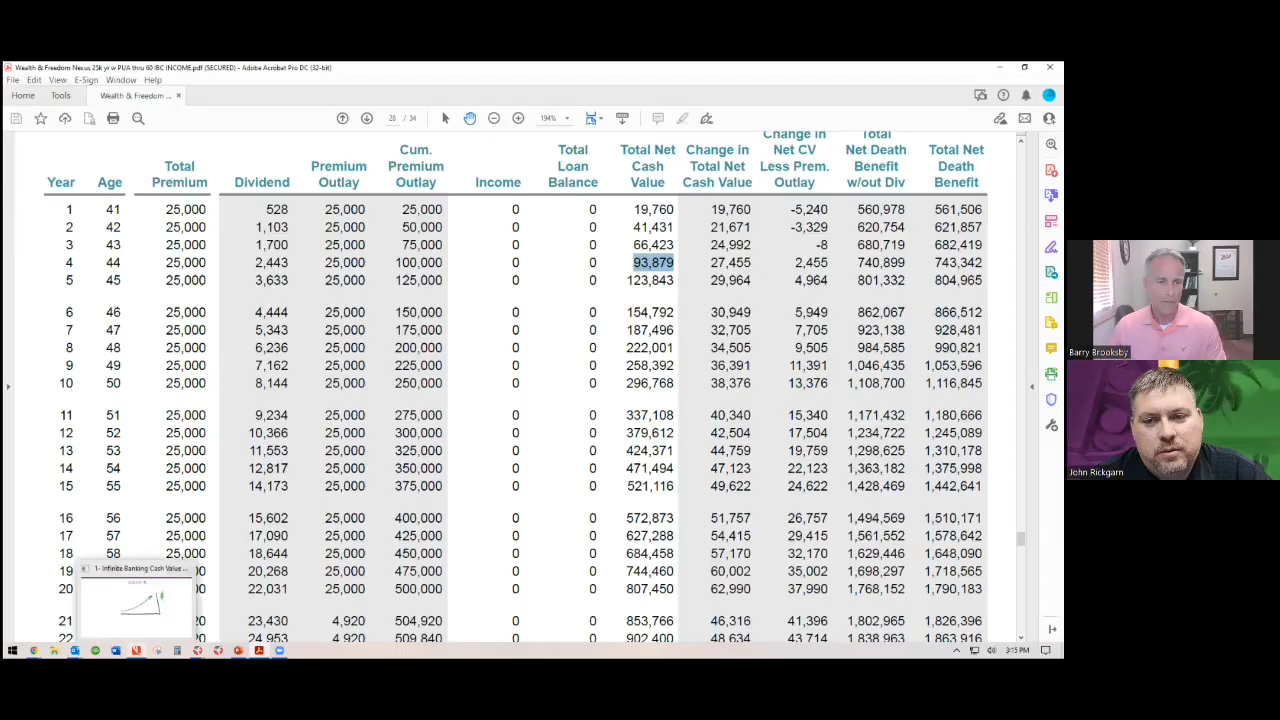 Wealth & Freedom Nexus 25k yr w PUA thru 60 IBC INCOME.pdf (SECURED) - Adobe Acrobat Pro DC (32-bit)
File Edit View E-Sign Window Help
Home Tools Wealth & Freedom ... ×
28 / 34 194%
Year Age Total Premium Dividend Premium Outlay Cum. Premium Outlay Income Total Loan Balance Total Net Cash Value Change in Total Net Cash Value Change in Net CV Less Prem. Outlay Total Net Death Benefit w/out Div Total Net Death Benefit
1 41 25,000 528 25,000 25,000 0 0 19,760 19,760 -5,240 560,978 561,506
2 42 25,000 1,103 25,000 50,000 0 0 41,431 21,671 -3,329 620,754 621,857
3 43 25,000 1,700 25,000 75,000 0 0 66,423 24,992 -8 680,719 682,419
4 44 25,000 2,443 25,000 100,000 0 0 93,879 27,455 2,455 740,899 743,342
5 45 25,000 3,633 25,000 125,000 0 0 123,843 29,964 4,964 801,332 804,965
6 46 25,000 4,444 25,000 150,000 0 0 154,792 30,949 5,949 862,067 866,512
7 47 25,000 5,343 25,000 175,000 0 0 187,496 32,705 7,705 923,138 928,481
8 48 25,000 6,236 25,000 200,000 0 0 222,001 34,505 9,505 984,585 990,821
9 49 25,000 7,162 25,000 225,000 0 0 258,392 36,391 11,391 1,046,435 1,053,596
10 50 25,000 8,144 25,000 250,000 0 0 296,768 38,376 13,376 1,108,700 1,116,845
11 51 25,000 9,234 25,000 275,000 0 0 337,108 40,340 15,340 1,171,432 1,180,666
12 52 25,000 10,366 25,000 300,000 0 0 379,612 42,504 17,504 1,234,722 1,245,089
13 53 25,000 11,553 25,000 325,000 0 0 424,371 44,759 19,759 1,298,625 1,310,178
14 54 25,000 12,817 25,000 350,000 0 0 471,494 47,123 22,123 1,363,182 1,375,998
15 55 25,000 14,173 25,000 375,000 0 0 521,116 49,622 24,622 1,428,469 1,442,641
16 56 25,000 15,602 25,000 400,000 0 0 572,873 51,757 26,757 1,494,569 1,510,171
17 57 25,000 17,090 25,000 425,000 0 0 627,288 54,415 29,415 1,561,552 1,578,642
18 58 25,000 18,644 25,000 450,000 0 0 684,458 57,170 32,170 1,629,446 1,648,090
19 20,268 25,000 475,000 0 0 744,460 60,002 35,002 1,698,297 1,718,565
20 22,031 25,000 500,000 0 0 807,450 62,990 37,990 1,768,152 1,790,183
21 23,430 4,920 504,920 0 0 853,766 46,316 41,396 1,802,965 1,826,396
22 24,953 4,920 509,840 0 0 902,400 48,634 43,714 1,838,963 1,863,916
1- Infinite Banking Cash Value ...
3:15 PM
Barry Brooksby
John Rickgarn